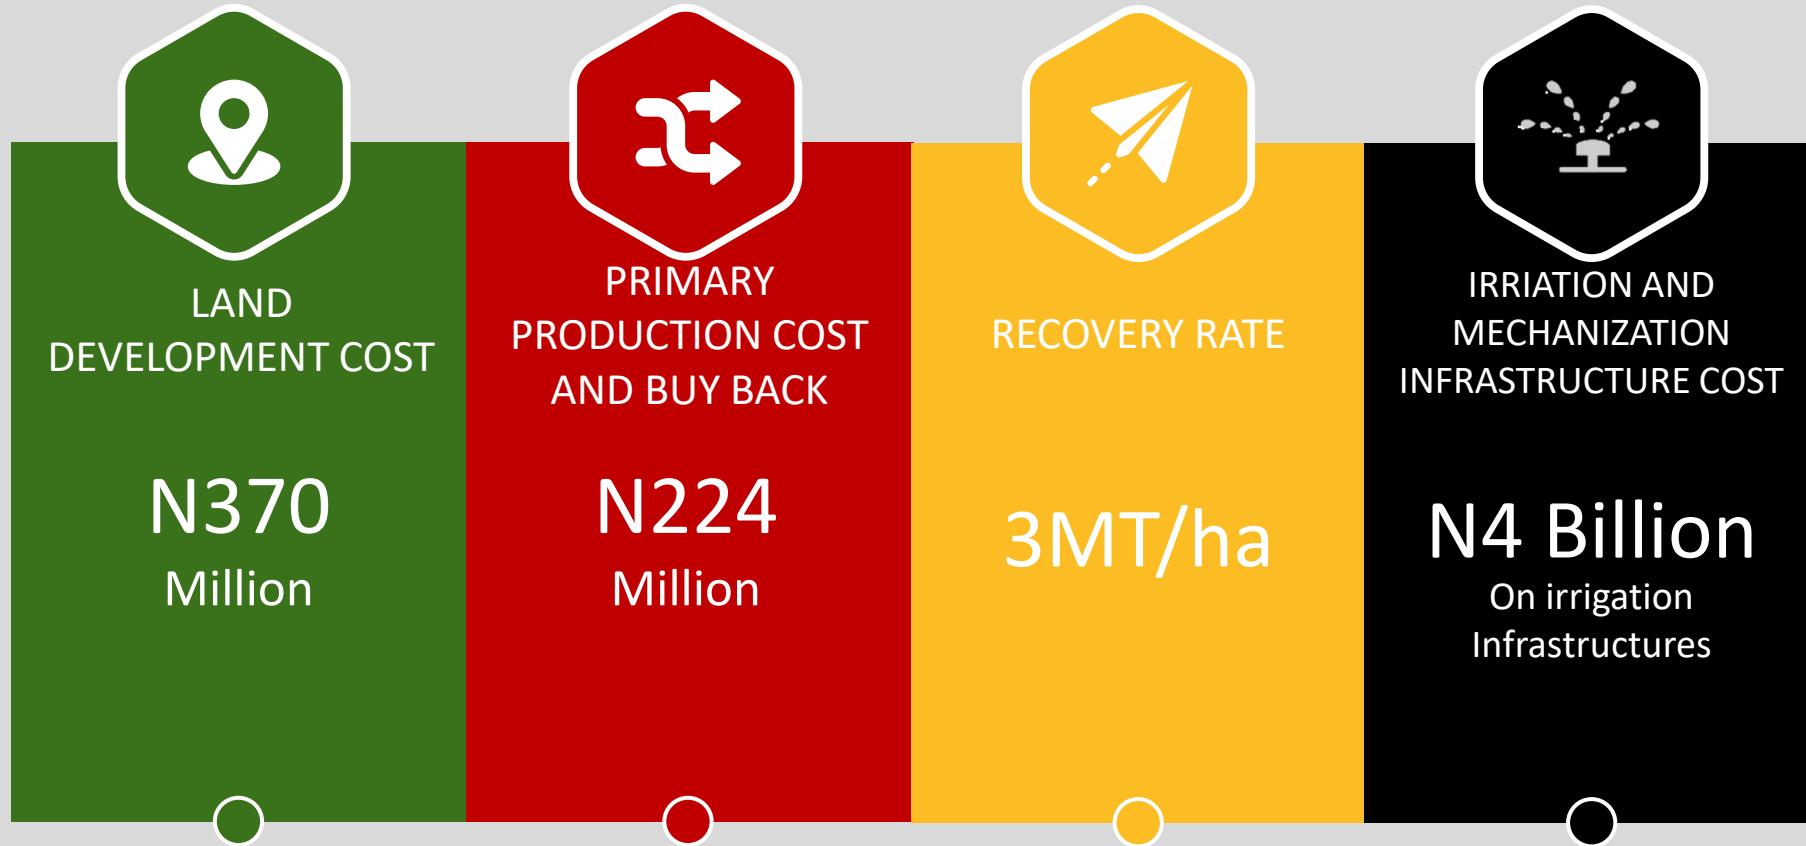 LAND
DEVELOPMENT COST
N370
Million
PRIMARY
PRODUCTION COST
AND BUY BACK
N224
Million
RECOVERY RATE
3MT/ha
IRRIATION AND
MECHANIZATION
INFRASTRUCTURE COST
N4 Billion
On irrigation
Infrastructures